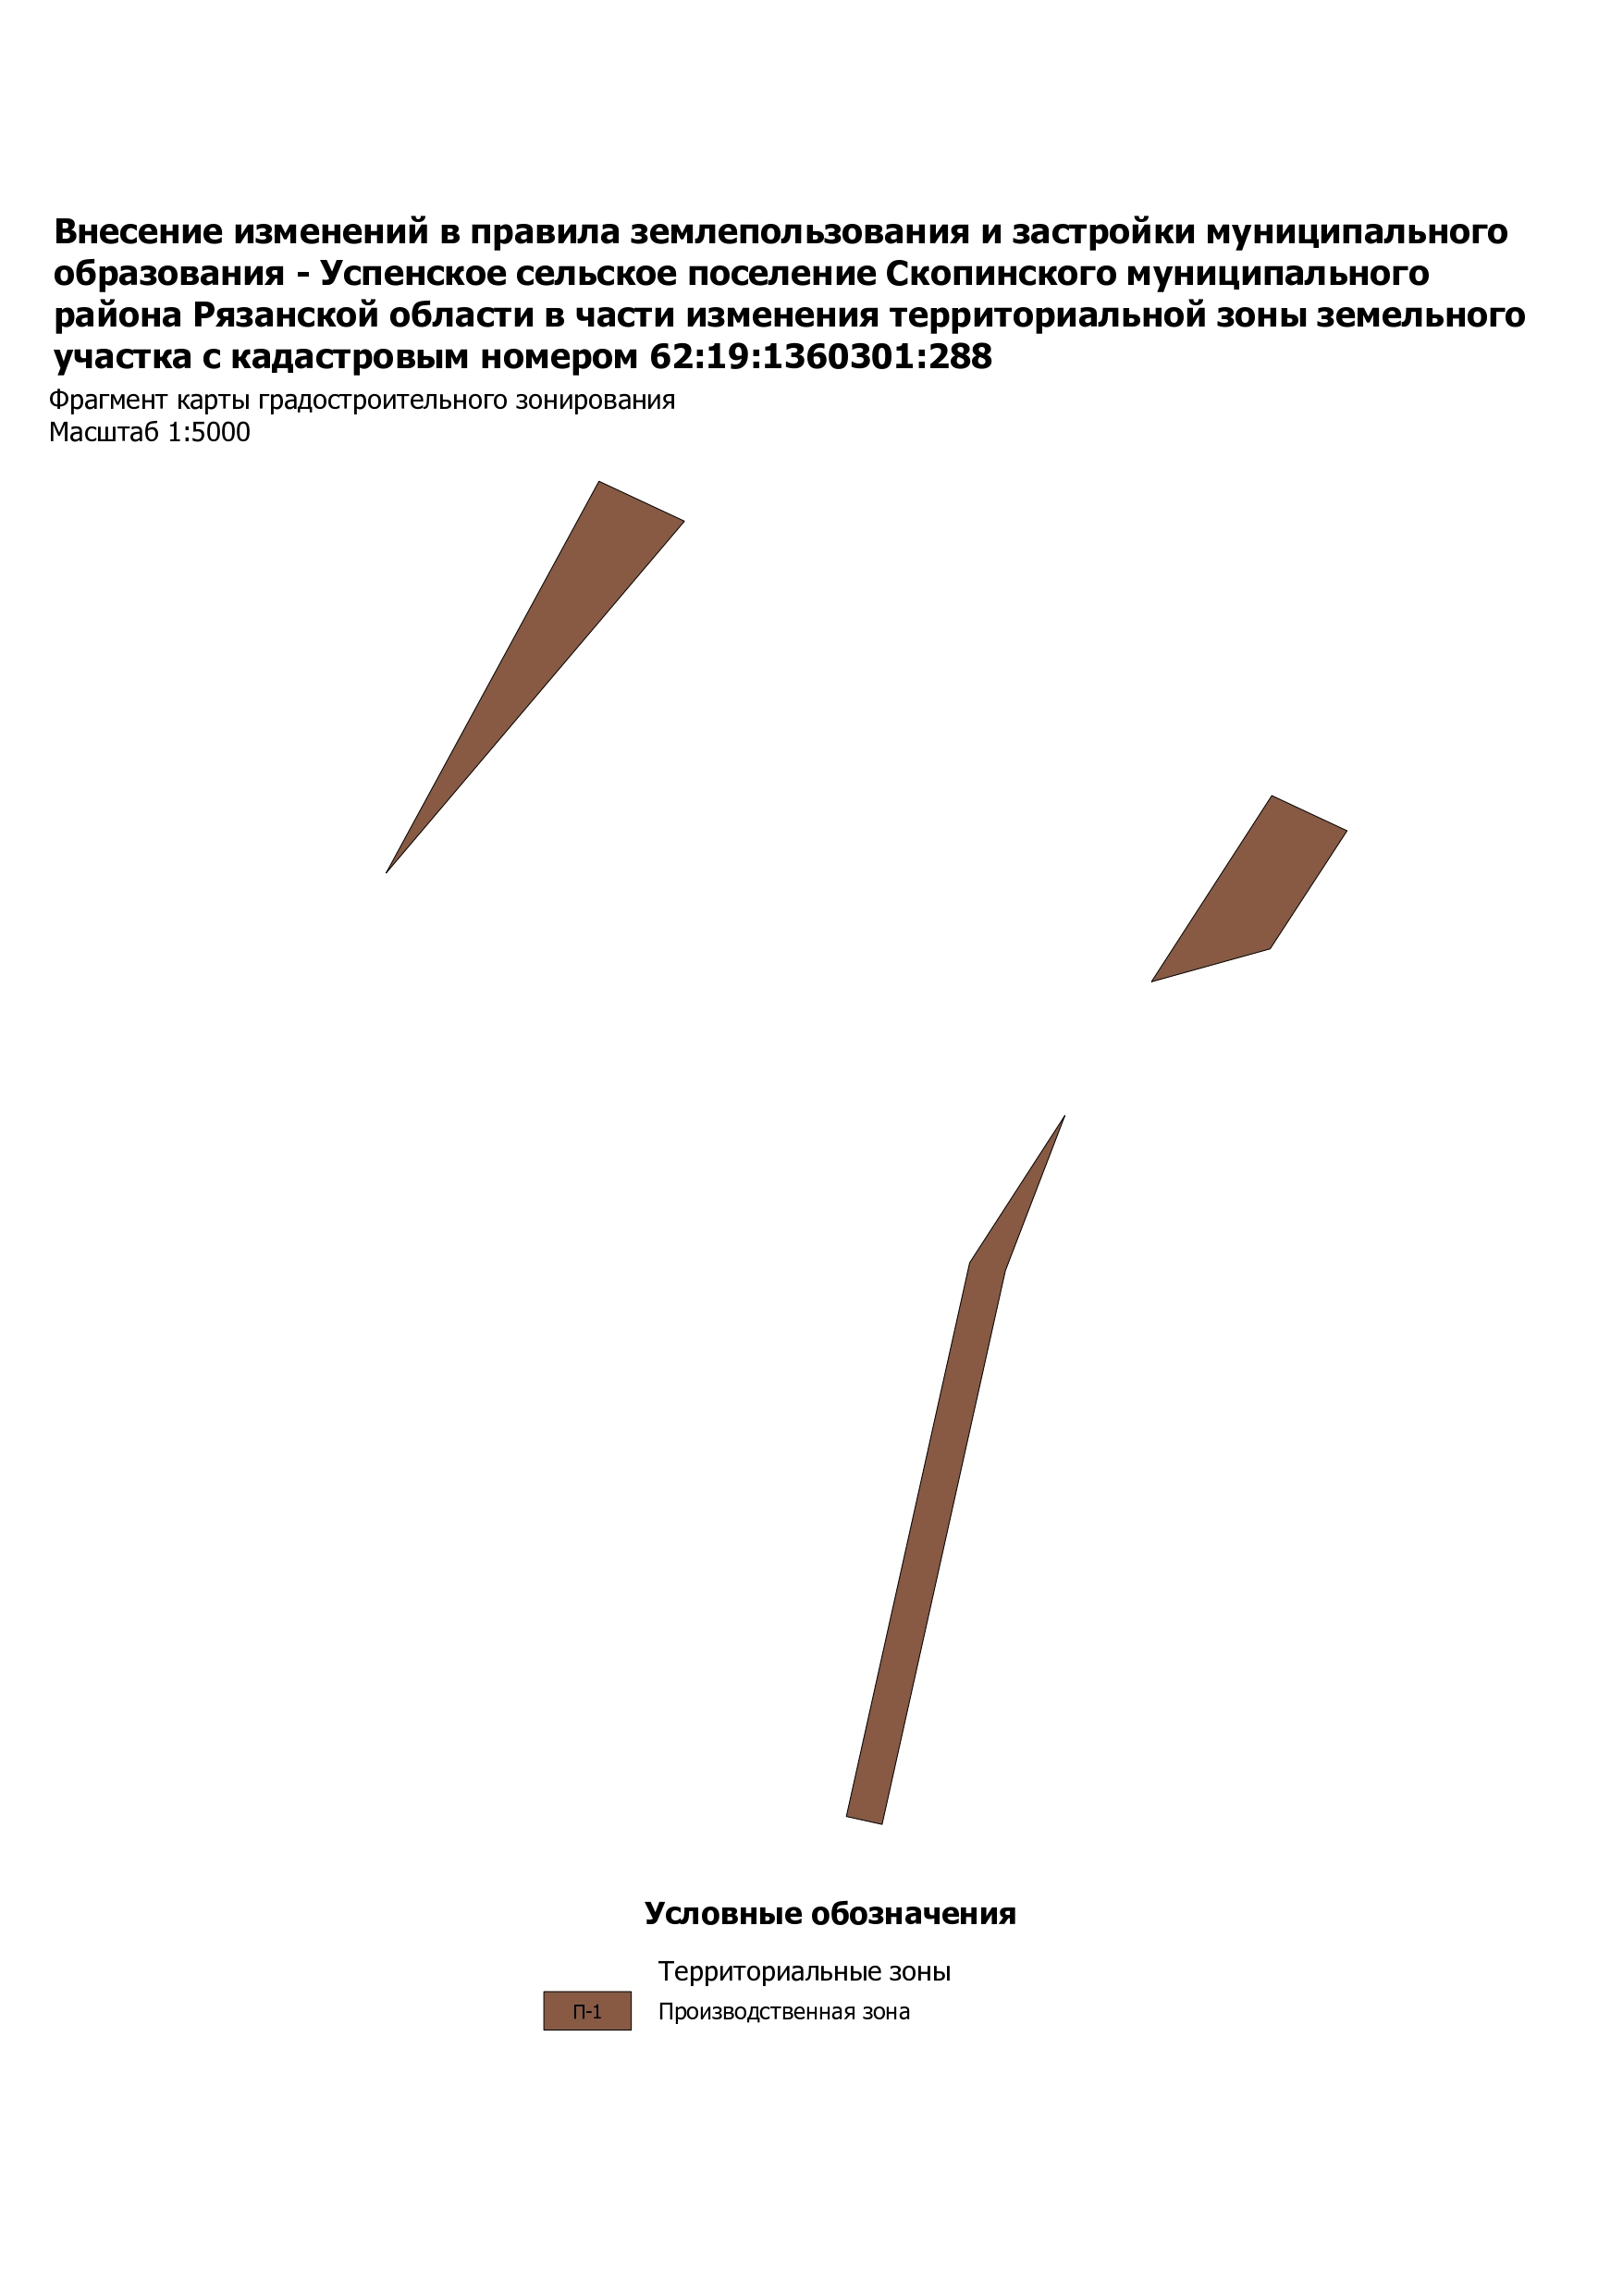 Внесение изменений в правила землепользования и застройки муниципального
образования - Успенское сельское поселение Скопинского муниципального
района Рязанской области в части изменения территориальной зоны земельного
участка с кадастровым номером 62:19:1360301:288
Фрагмент карты градостроительного зонирования
Масштаб 1:5000
Условные обозначения
Территориальные зоны
П-1 Производственная зона